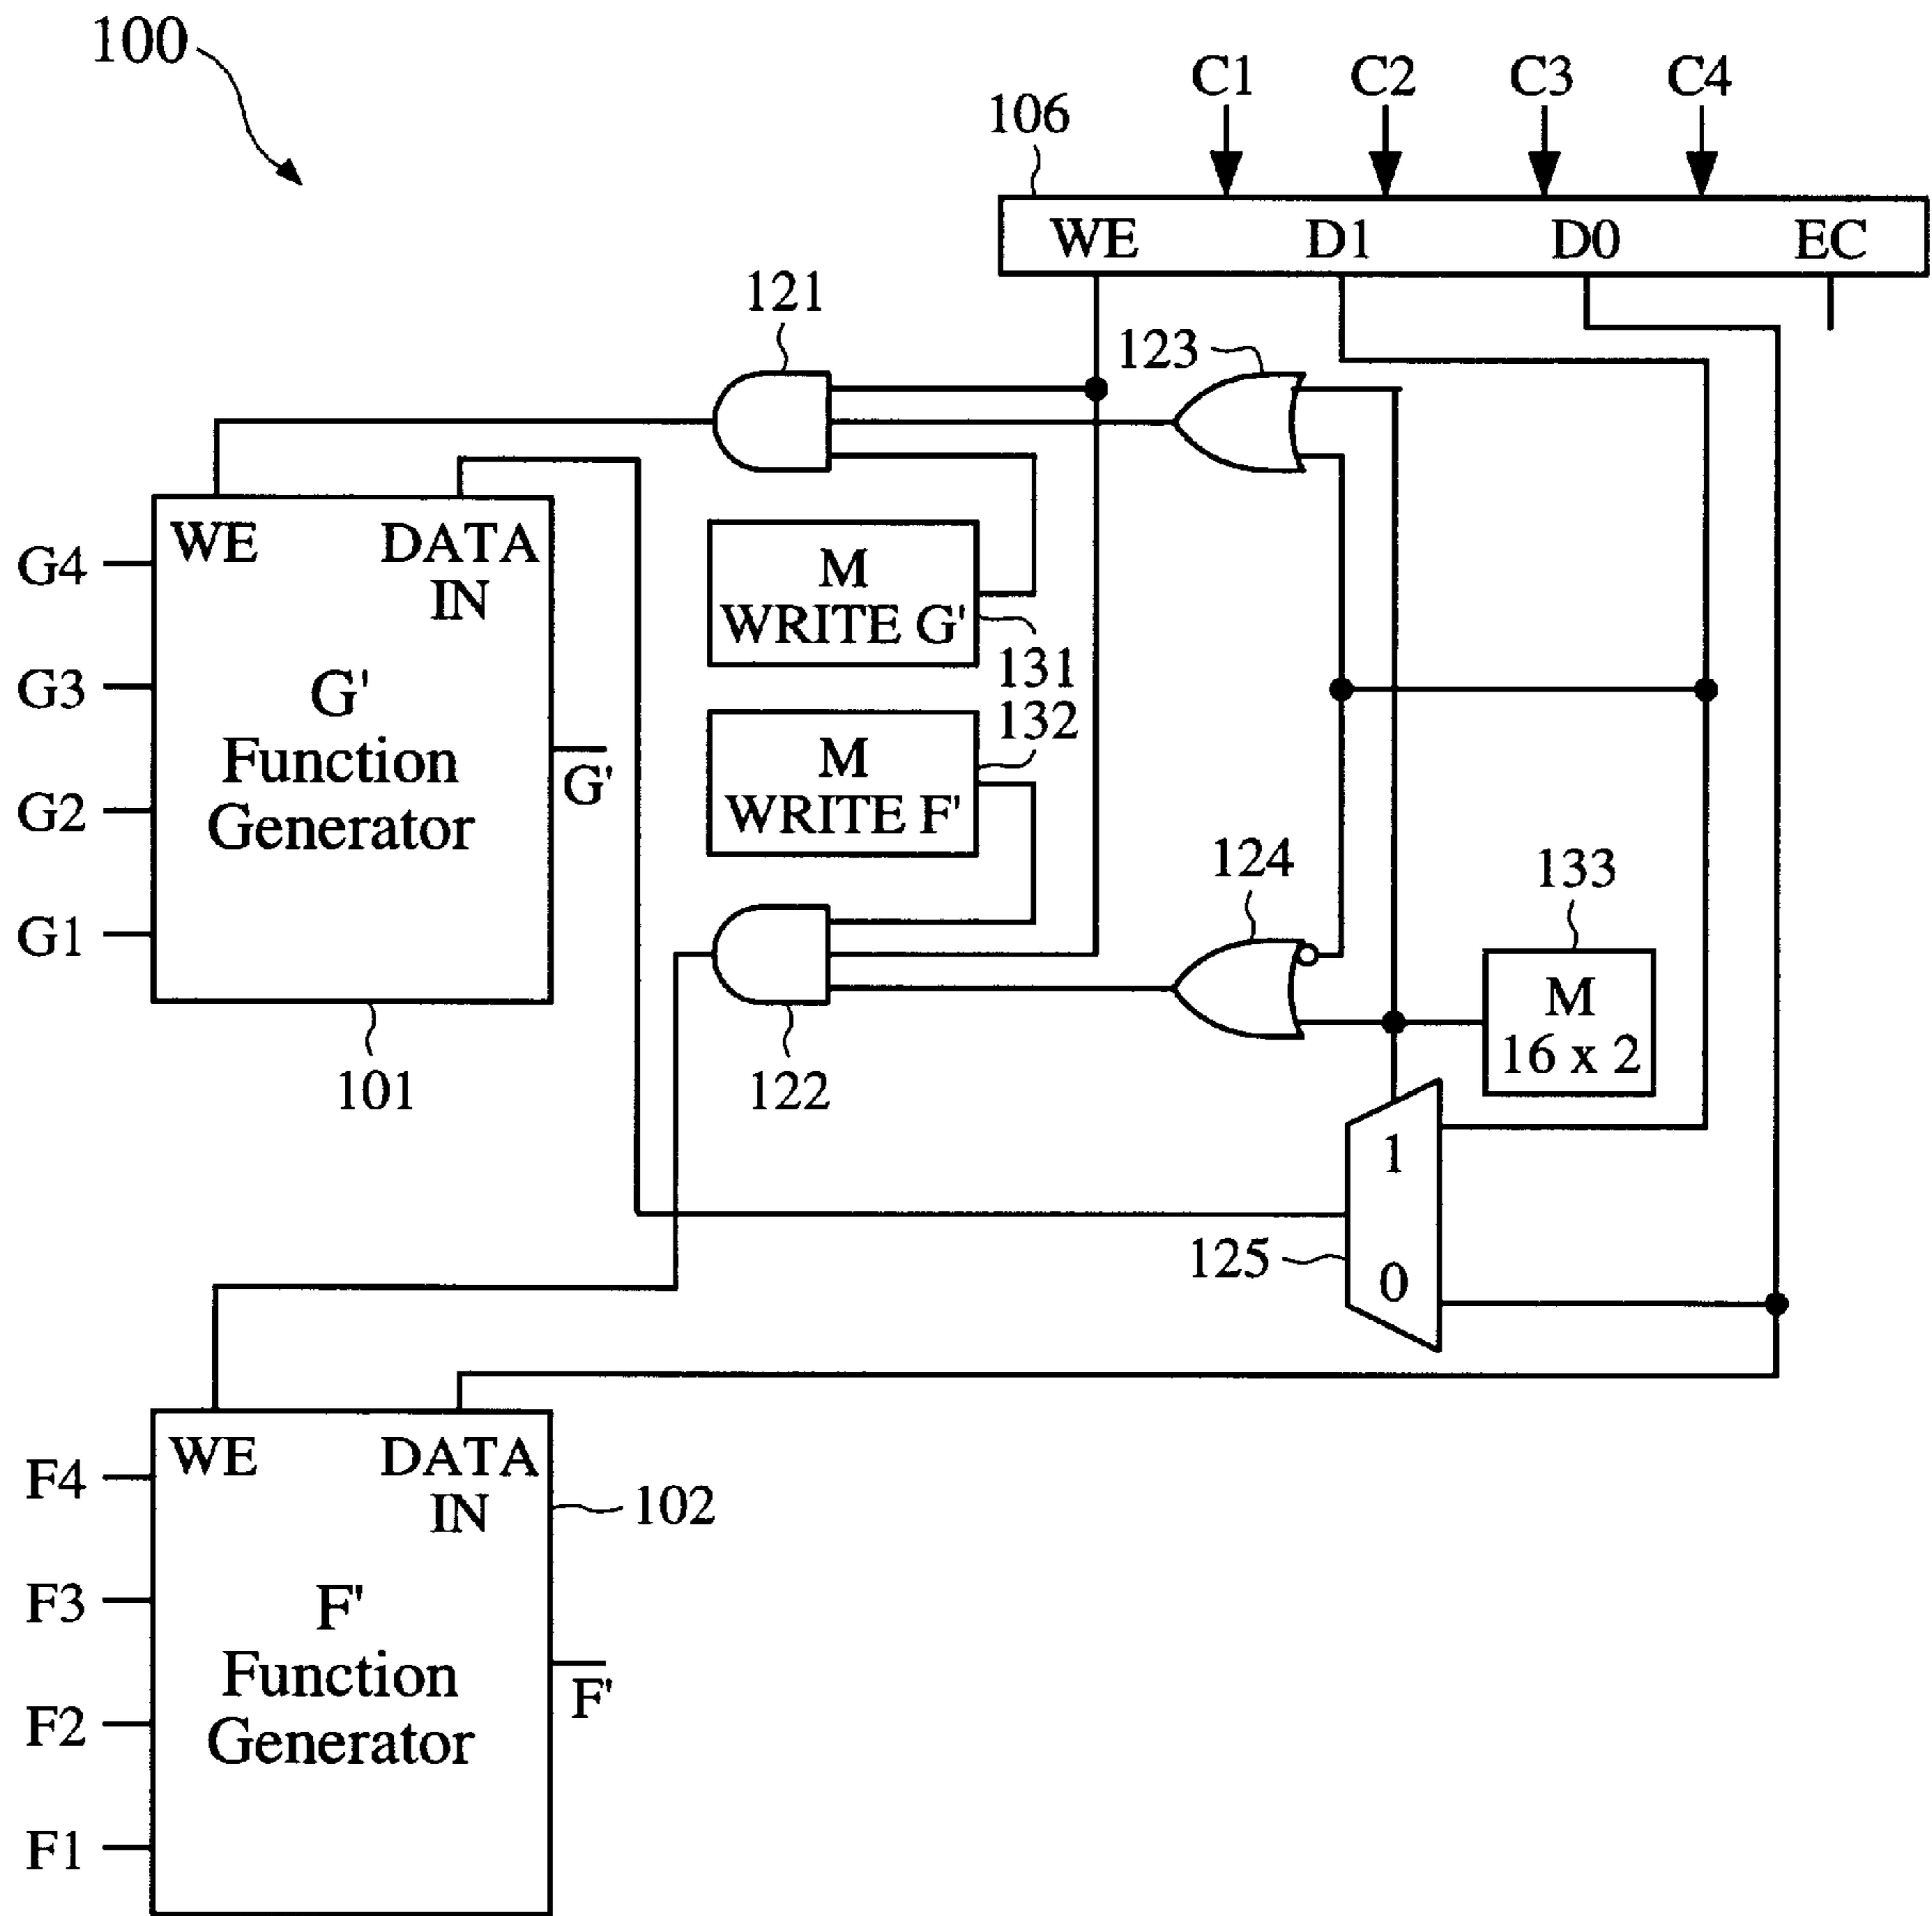 100
C1 C2 C3 C4
106
WE D1 D0 EC
121
123
WE DATA IN
G4
G3
G2
G1
G' Function Generator
G'
101
M
WRITE G'
131
132
M
WRITE F'
124
133
M
16 x 2
122
1
0
125
WE DATA IN
102
F4
F3
F2
F1
F' Function Generator
F'